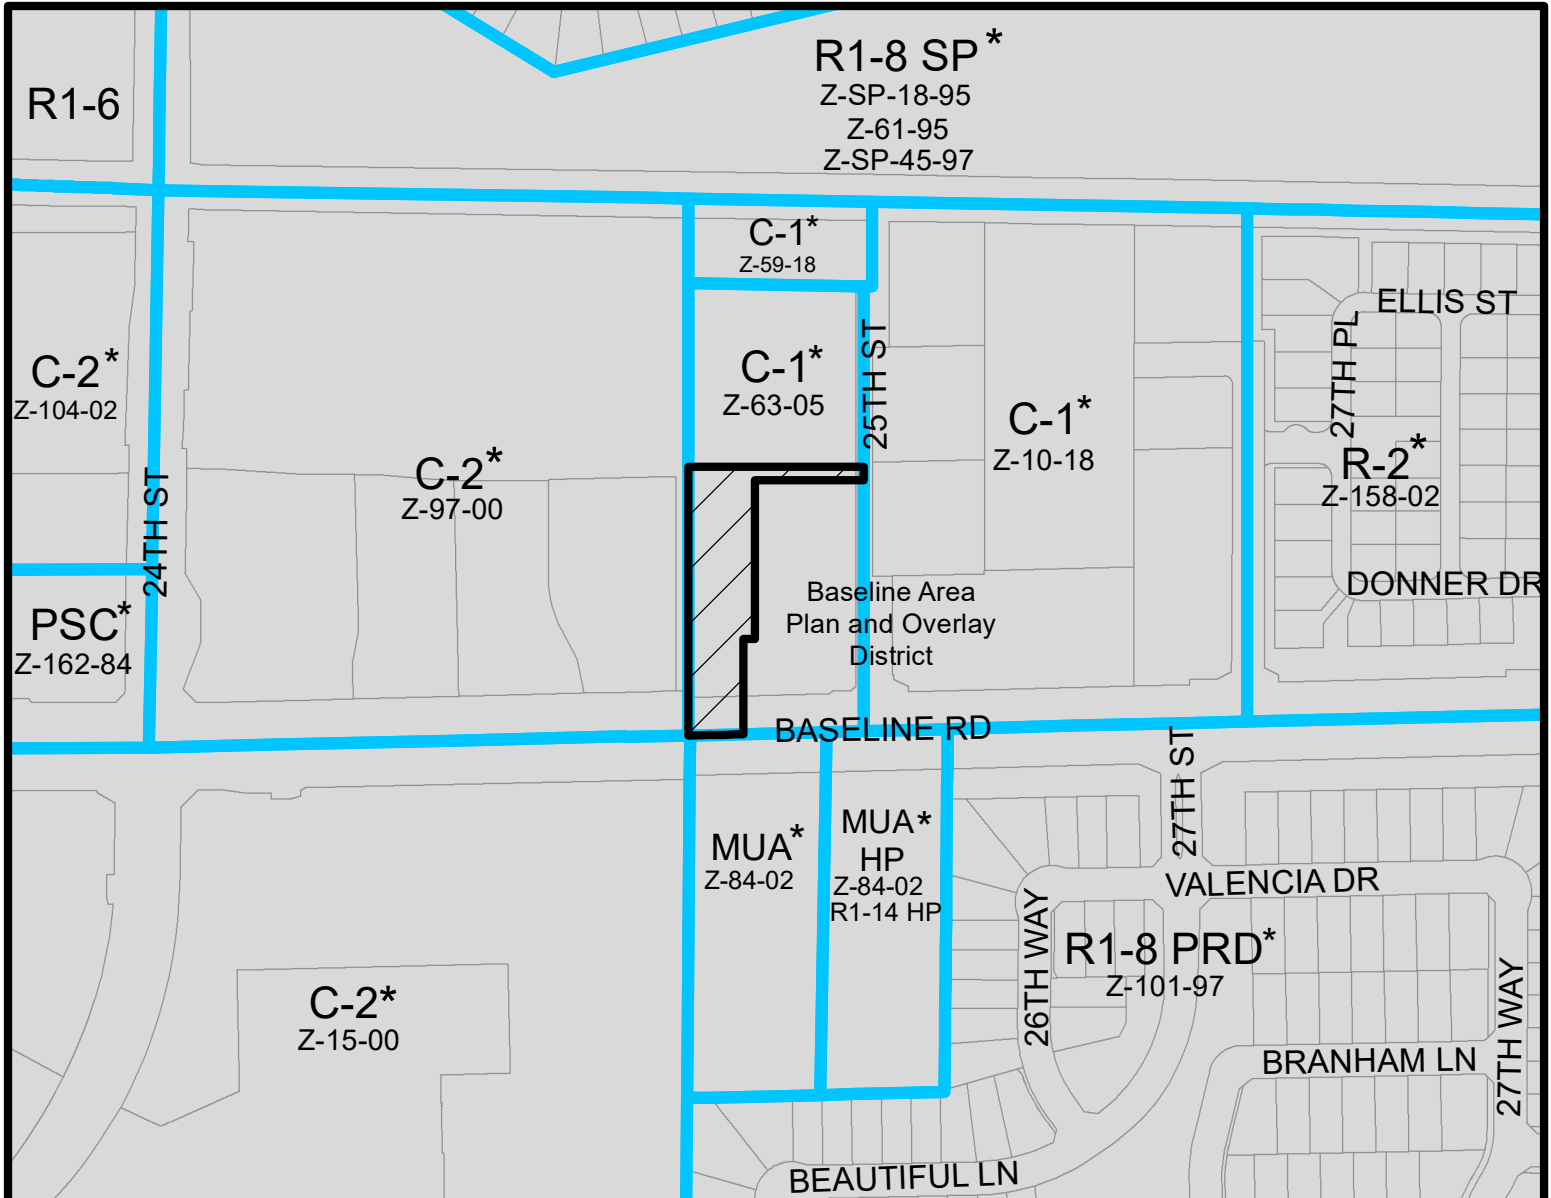 R1-8 SP*
Z-SP-18-95
Z-61-95
Z-SP-45-97
R1-6
C-1*
Z-59-18
ELLIS ST
27TH PL
C-2*
Z-104-02
C-1*
Z-63-05
25TH ST
C-1*
Z-10-18
R-2*
Z-158-02
C-2*
Z-97-00
24TH ST
DONNER DR
PSC*
Z-162-84
Baseline Area
Plan and Overlay
District
BASELINE RD
27TH ST
MUA*
Z-84-02
MUA*
HP
Z-84-02
R1-14 HP
VALENCIA DR
26TH WAY
R1-8 PRD*
Z-101-97
27TH WAY
C-2*
Z-15-00
BRANHAM LN
BEAUTIFUL LN